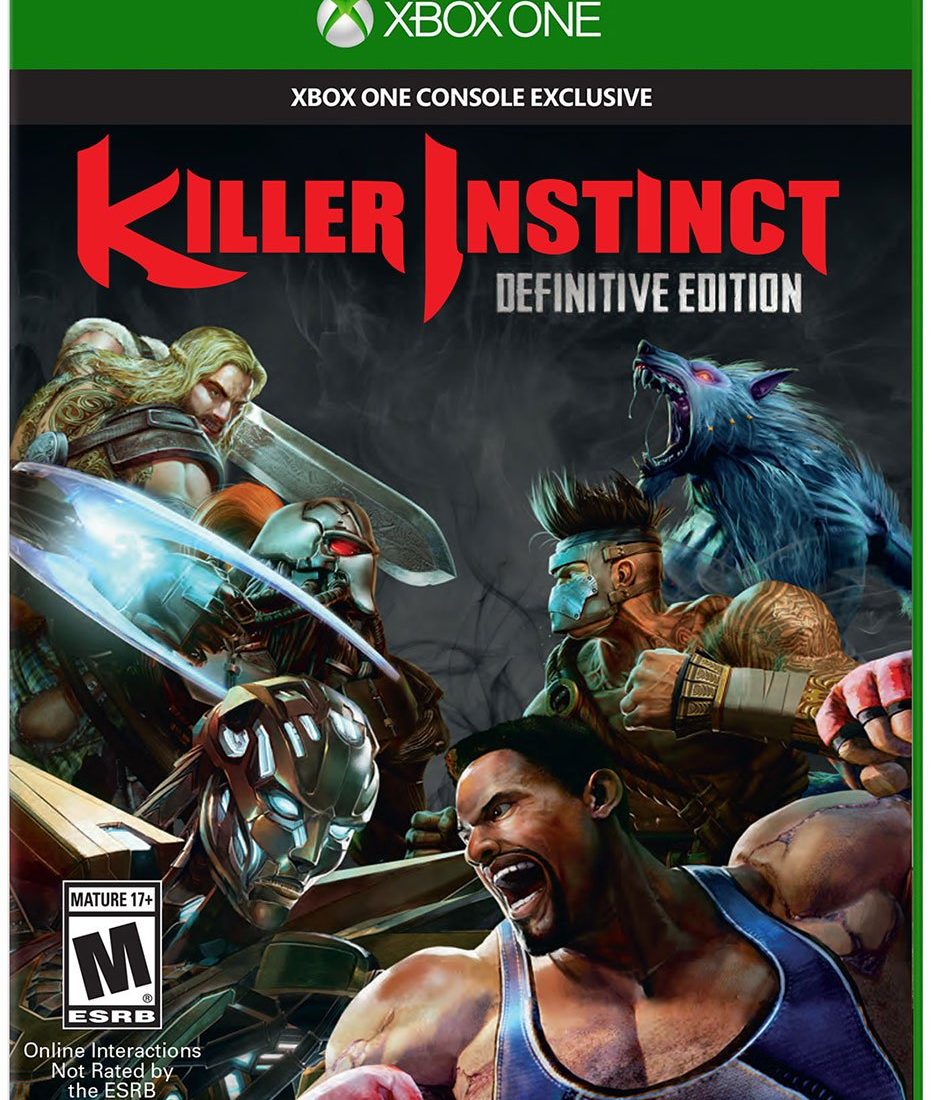 XBOX ONE
XBOX ONE CONSOLE EXCLUSIVE
KILLER INSTINCT
DEFINITIVE EDITION
MATURE 17+
M
®
ESRB
Online Interactions
Not Rated by
the ESRB